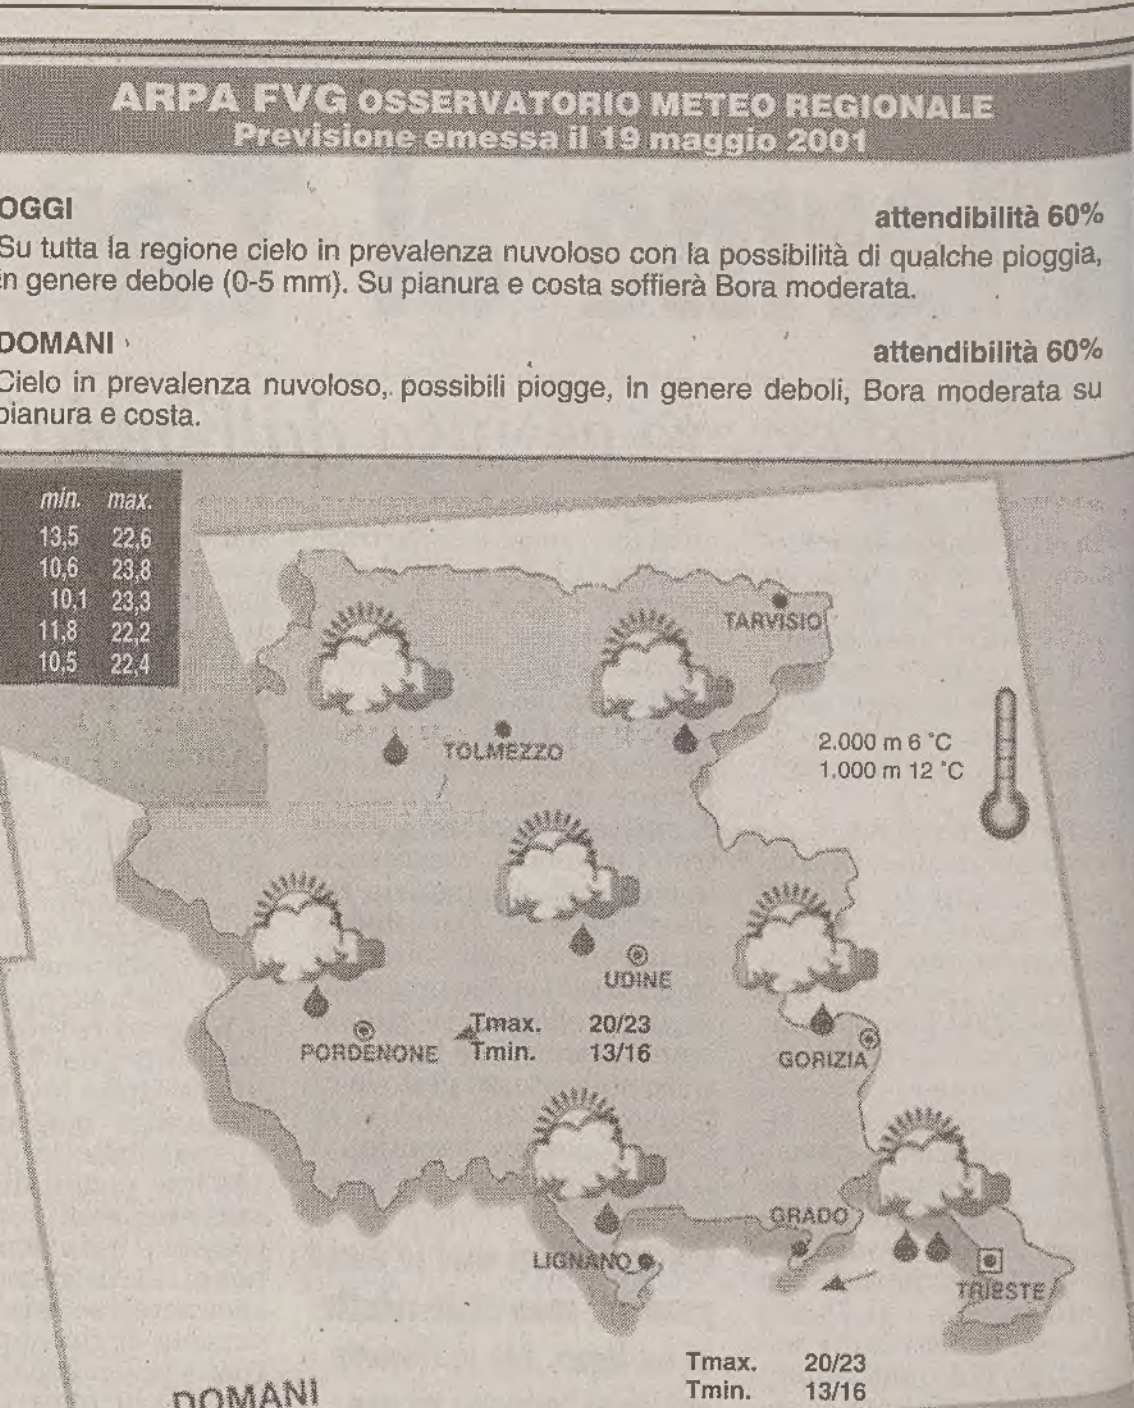 ARPA FVG OSSERVATORIO METEO REGIONALE
Previsione emessa il 19 maggio 2001
OGGI attendibilità 60%
Su tutta la regione cielo in prevalenza nuvoloso con la possibilità di qualche pioggia,
in genere debole (0-5 mm). Su pianura e costa soffierà Bora moderata.
DOMANI attendibilità 60%
Cielo in prevalenza nuvoloso, possibili piogge, in genere deboli, Bora moderata su
pianura e costa.
min. max.
13,5 22,6
10,6 23,8
10,1 23,3
11,8 22,2
10,5 22,4
TARVISIO
TOLMEZZO
2.000 m 6 °C
1.000 m 12 °C
UDINE
PORDENONE
Tmax. 20/23
Tmin. 13/16
GORIZIA
GRADO
LIGNANO
TRIESTE
Tmax. 20/23
Tmin. 13/16
DOMANI